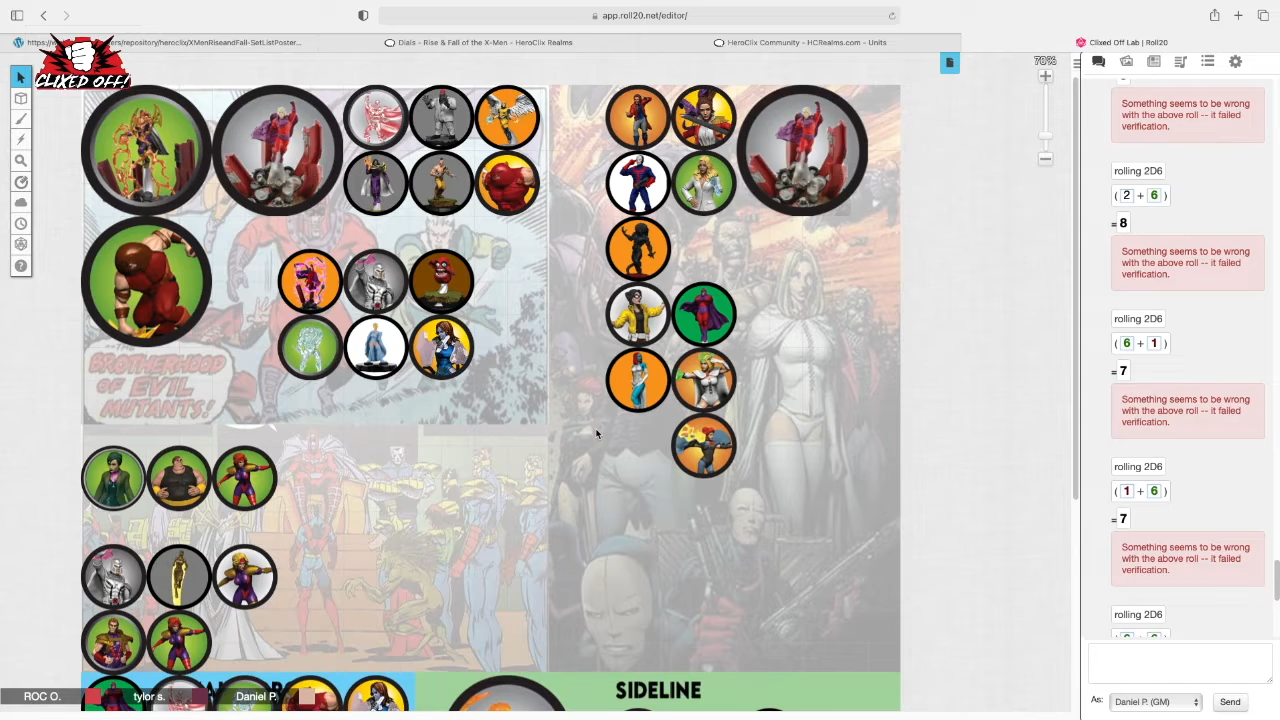 app.roll20.net/editor/
ers/repository/heroclix/XMenRiseandFall-SetListPoster...
Dials - Rise & Fall of the X-Men - HeroClix Realms
HeroClix Community - HCRealms.com - Units
Clixed Off Lab | Roll20
CLIXED OFF!
70%
Something seems to be wrong
with the above roll -- it failed
verification.
rolling 2D6
( 2 + 6 )
= 8
Something seems to be wrong
with the above roll -- it failed
verification.
rolling 2D6
( 6 + 1 )
= 7
Something seems to be wrong
with the above roll -- it failed
verification.
rolling 2D6
( 1 + 6 )
= 7
Something seems to be wrong
with the above roll -- it failed
verification.
rolling 2D6
BROTHERHOOD
OF EVIL
MUTANTS!
SIDELINE
ROC O.
tylor s.
Daniel P.
As:
Daniel P. (GM)
Send